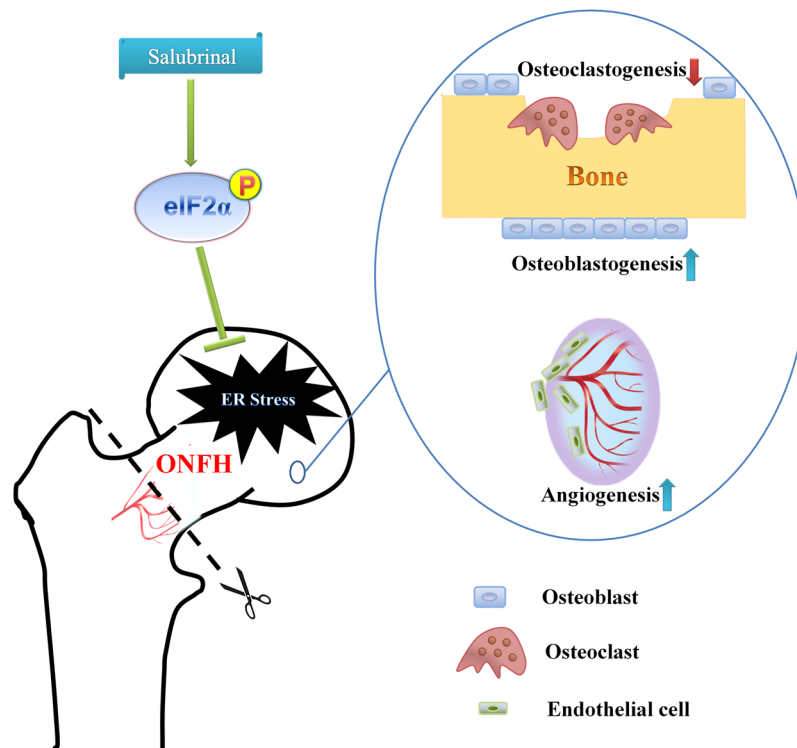 Salubrinal
P
eIF2α
ER Stress
ONFH
Osteoclastogenesis
Bone
Osteoblastogenesis
Angiogenesis
Osteoblast
Osteoclast
Endothelial cell